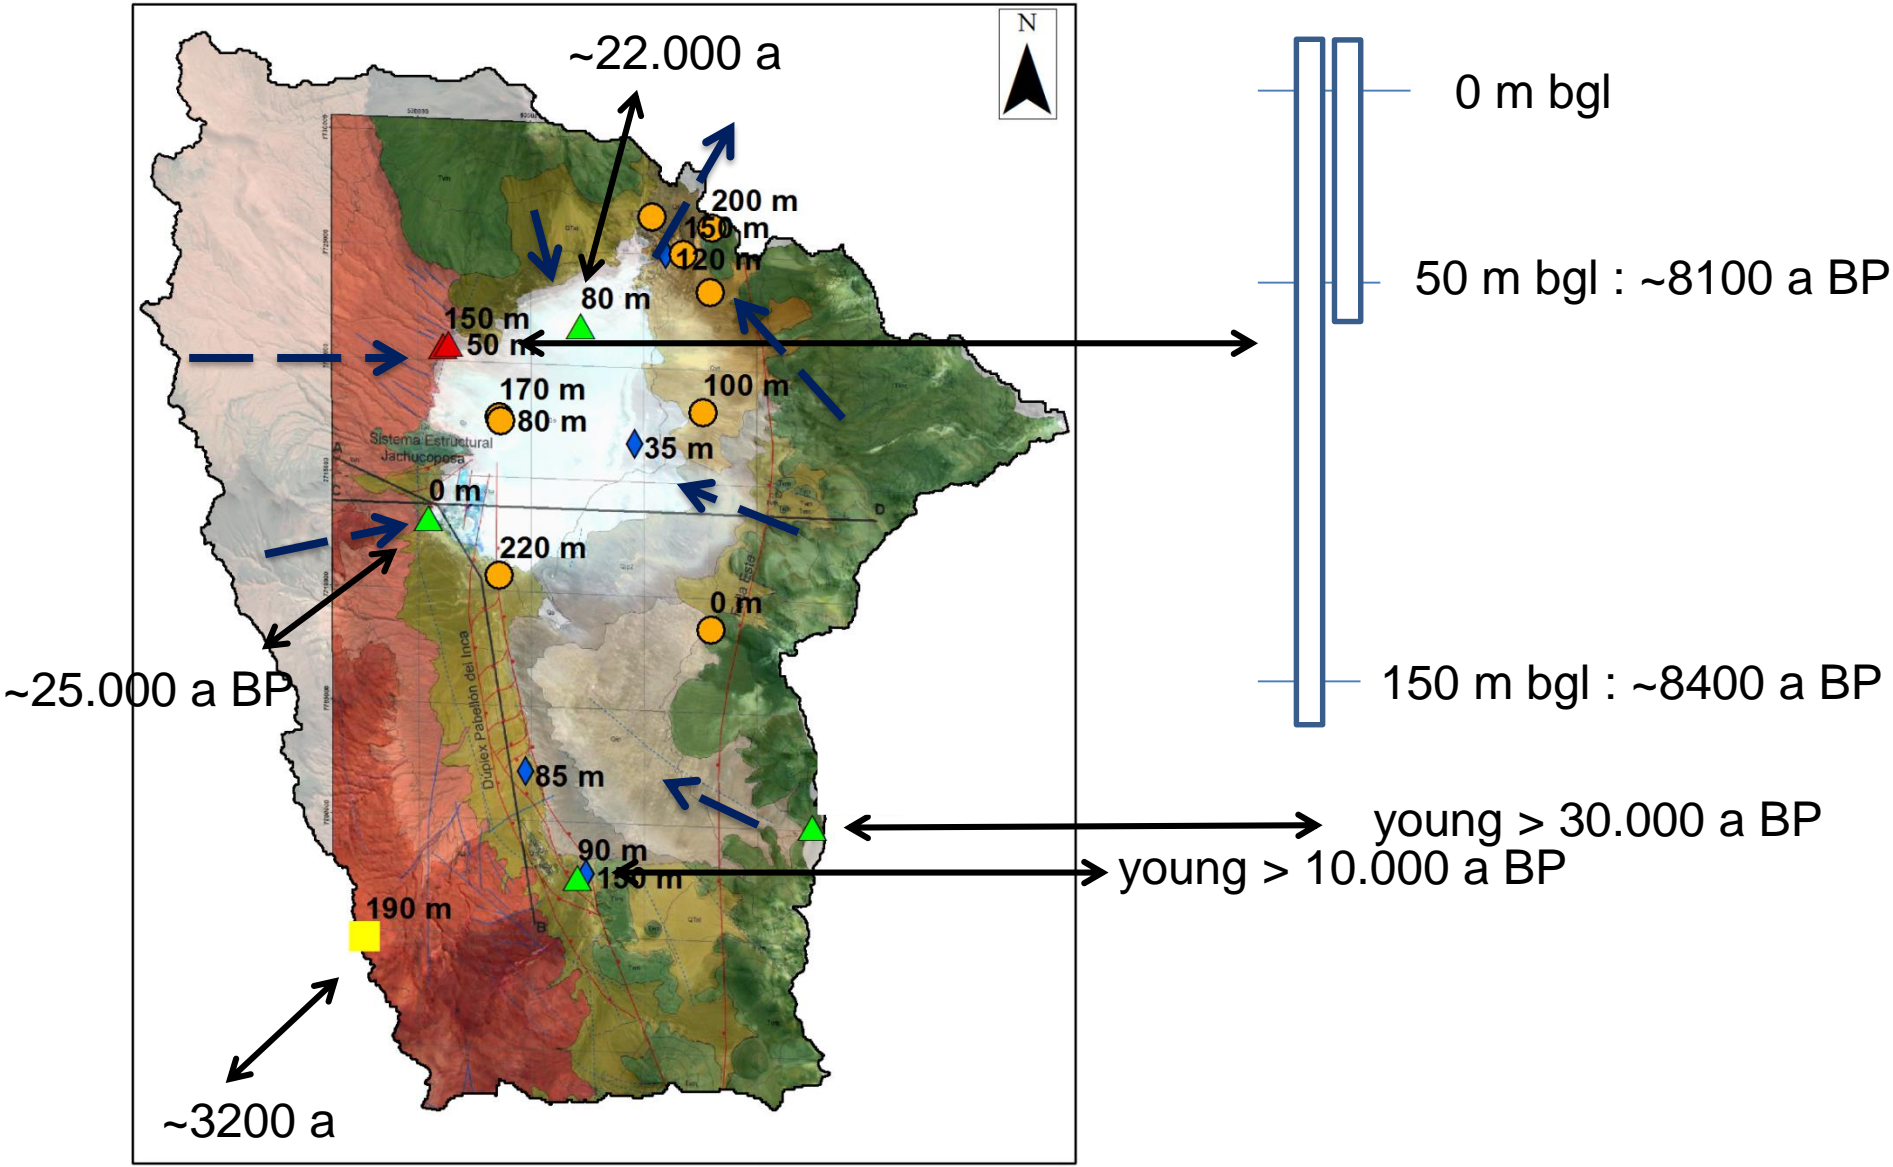 N
~22.000 a
0 m bgl
200 m
150 m
120 m
50 m bgl : ~8100 a BP
80 m
150 m
50 m
170 m
80 m
100 m
35 m
Sistema Estructural
Jachucoposa
A
C
0 m
D
220 m
0 m
Dúplex Pabellón del Inca
~25.000 a BP
150 m bgl : ~8400 a BP
85 m
young > 30.000 a BP
90 m
150 m
young > 10.000 a BP
190 m
B
~3200 a